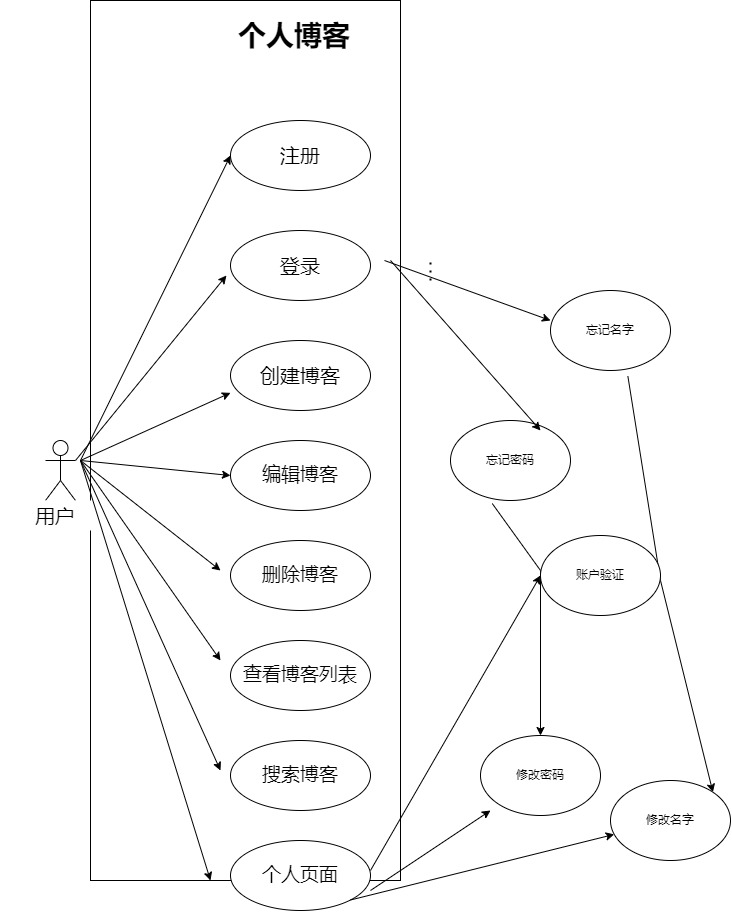 个人博客
注册
登录
忘记名字
创建博客
忘记密码
编辑博客
用户
删除博客
账户验证
查看博客列表
搜索博客
修改密码
修改名字
个人页面